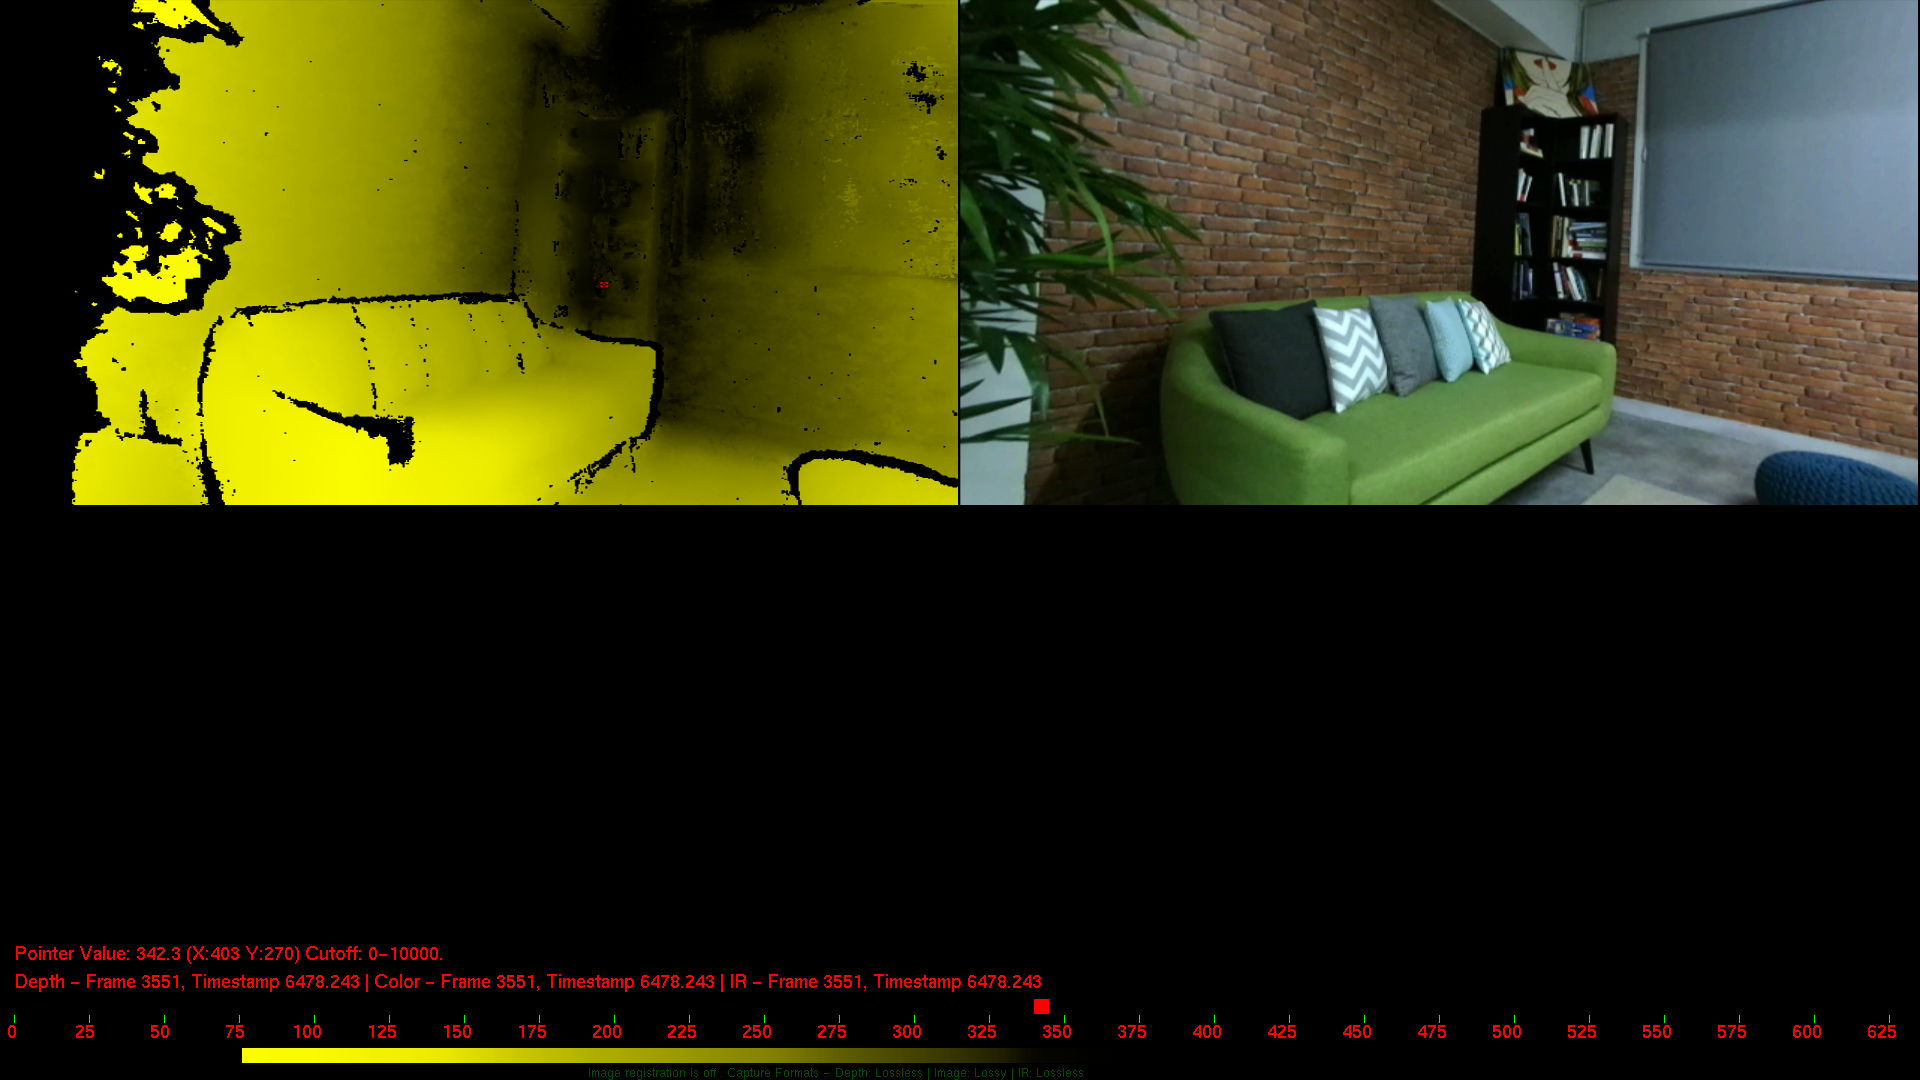 Pointer Value: 342.3 (X:403 Y:270) Cutoff: 0-10000.
Depth - Frame 3551, Timestamp 6478.243 | Color - Frame 3551, Timestamp 6478.243 | IR - Frame 3551, Timestamp 6478.243
0 25 50 75 100 125 150 175 200 225 250 275 300 325 350 375 400 425 450 475 500 525 550 575 600 625
Image registration is off . Capture Formats - Depth: Lossless | Image: Lossy | IR: Lossless